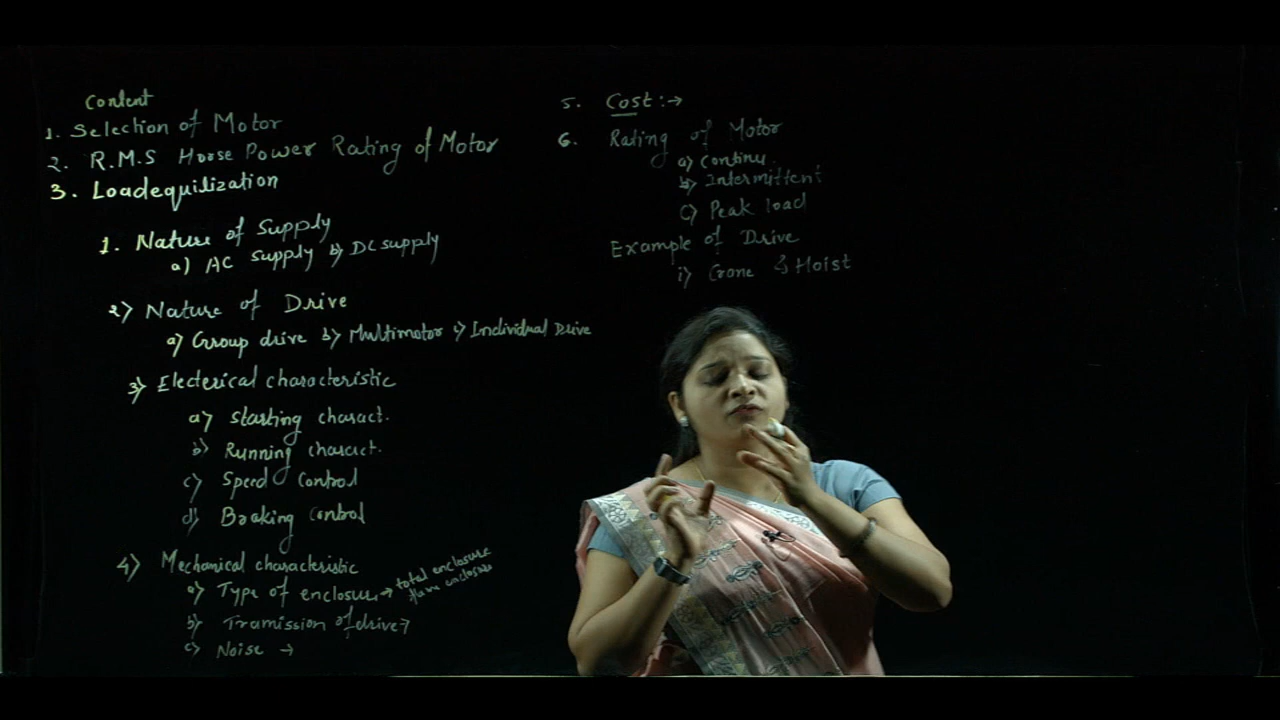 Content
1. Selection of Motor
2. R.M.S Horse Power Rating of Motor
3. Loadequilization
1. Nature of Supply
a) AC supply b) DC supply
2) Nature of Drive
a) Group drive b) Multimotor c) Individual Drive
3) Electerical characteristic
a) Starting charact.
b) Running charact.
c) Speed Control
d) Braking Control
4) Mechanical characteristic
a) Type of enclosure → total enclosure
flame enclosure
b) Tramission of drive →
c) Noise →
5. Cost :→
6. Rating of Motor
a) Continu.
b) Intermittent
c) Peak load
Example of Drive
i) Crane & Hoist